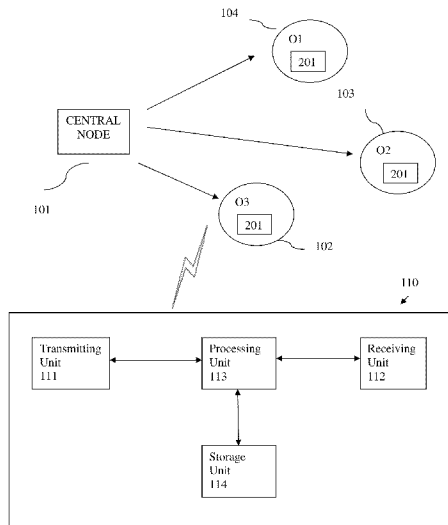 104
O1
201
103
CENTRAL
NODE
O2
201
O3
201
101
102
110
Transmitting
Unit
111
Processing
Unit
113
Receiving
Unit
112
Storage
Unit
114